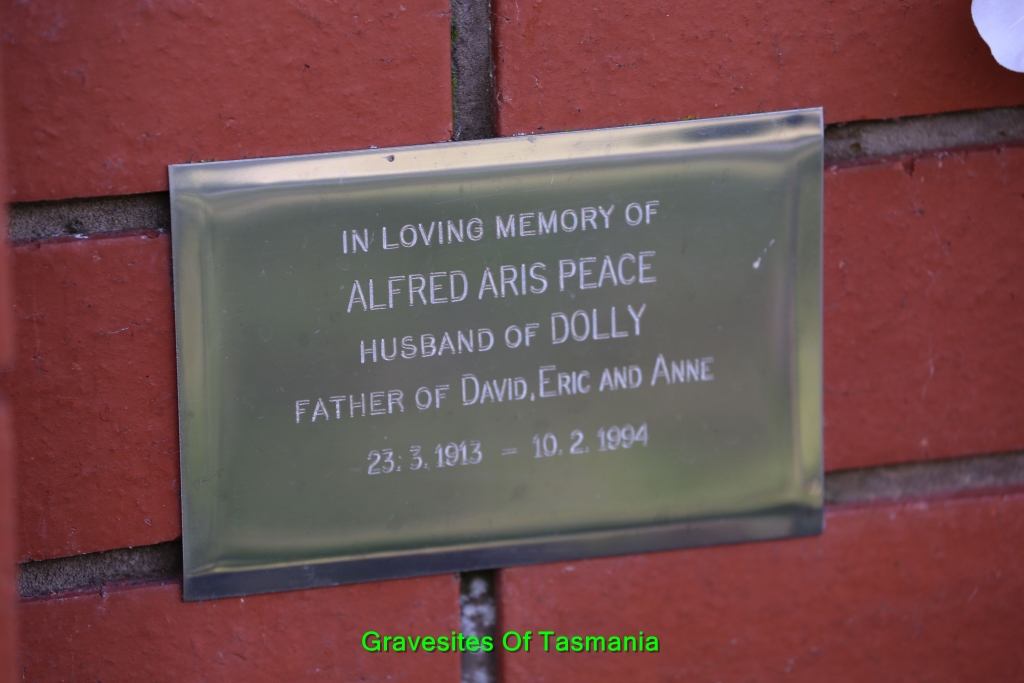 IN LOVING MEMORY OF
ALFRED ARIS PEACE
HUSBAND OF DOLLY
FATHER OF DAVID, ERIC AND ANNE
23. 3. 1913 – 10. 2. 1994
Gravesites Of Tasmania